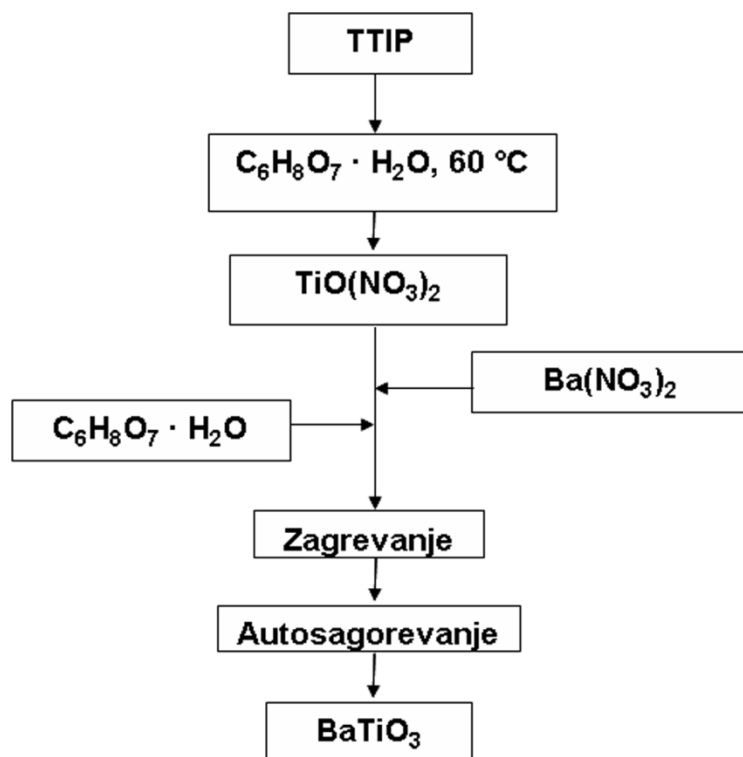 TTIP
C₆H₈O₇ · H₂O, 60 °C
TiO(NO₃)₂
Ba(NO₃)₂
C₆H₈O₇ · H₂O
Zagrevanje
Autosagorevanje
BaTiO₃